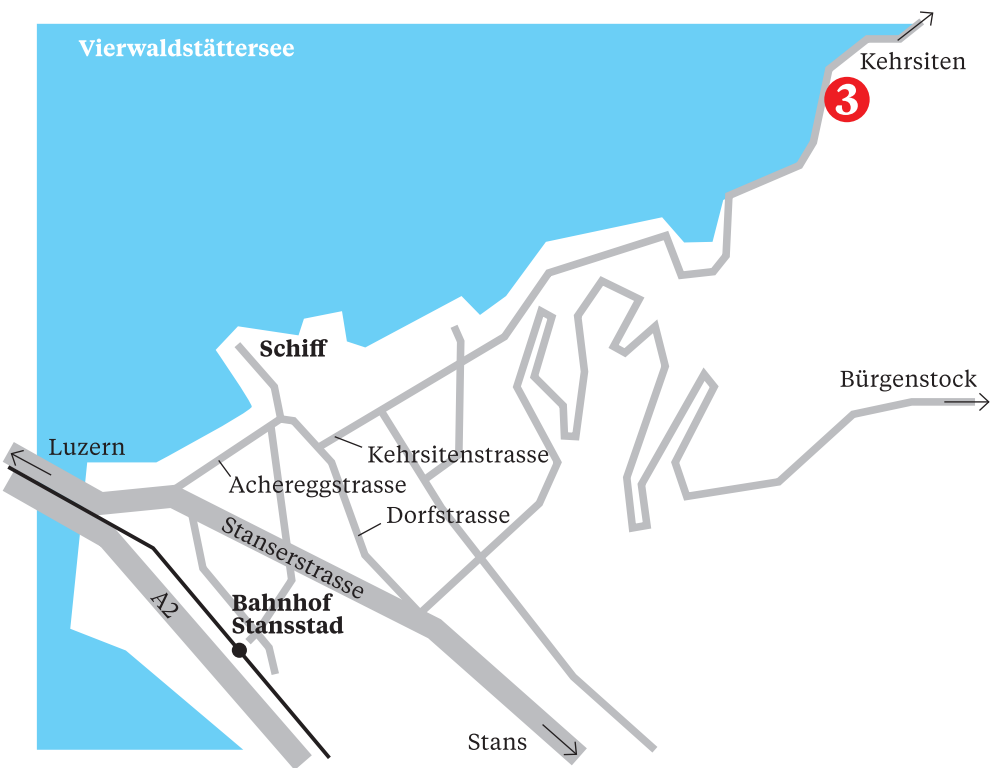 Vierwaldstättersee
Kehrsiten
3
Schiff
Bürgenstock
Luzern
Kehrsitenstrasse
Achereggstrasse
Dorfstrasse
Stanserstrasse
A2
Bahnhof
Stansstad
Stans